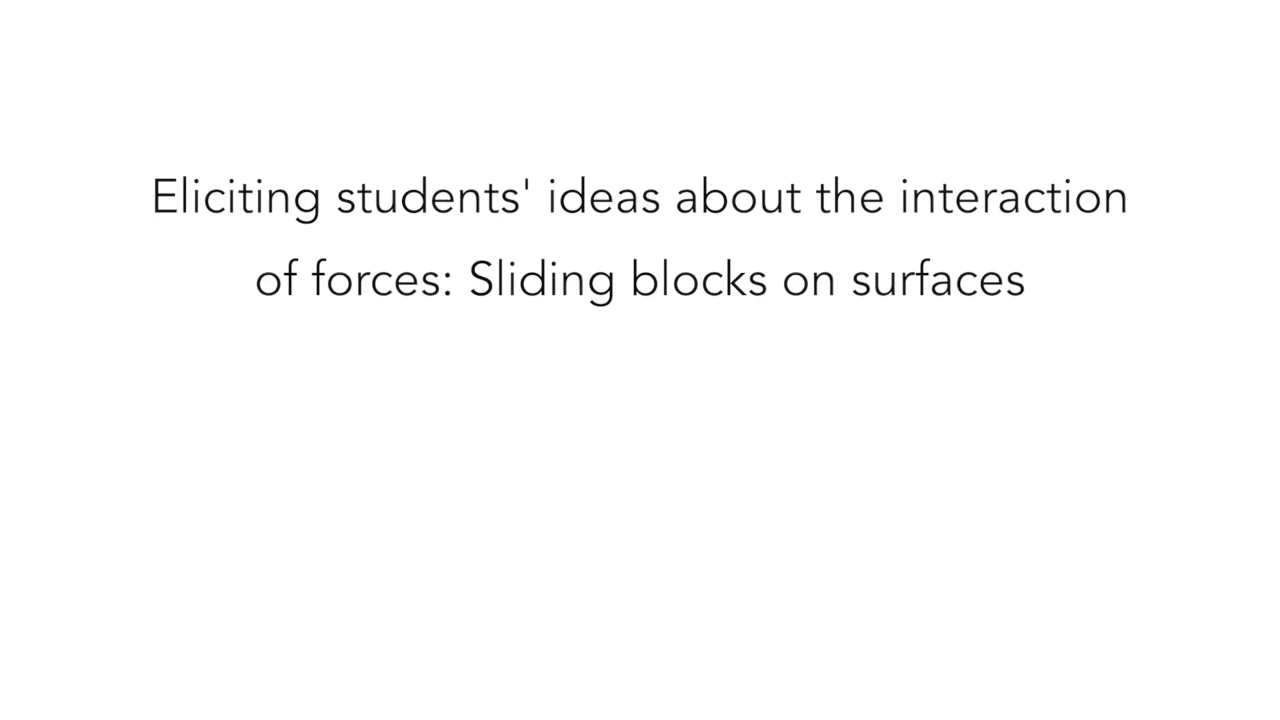 Eliciting students' ideas about the interaction
of forces: Sliding blocks on surfaces